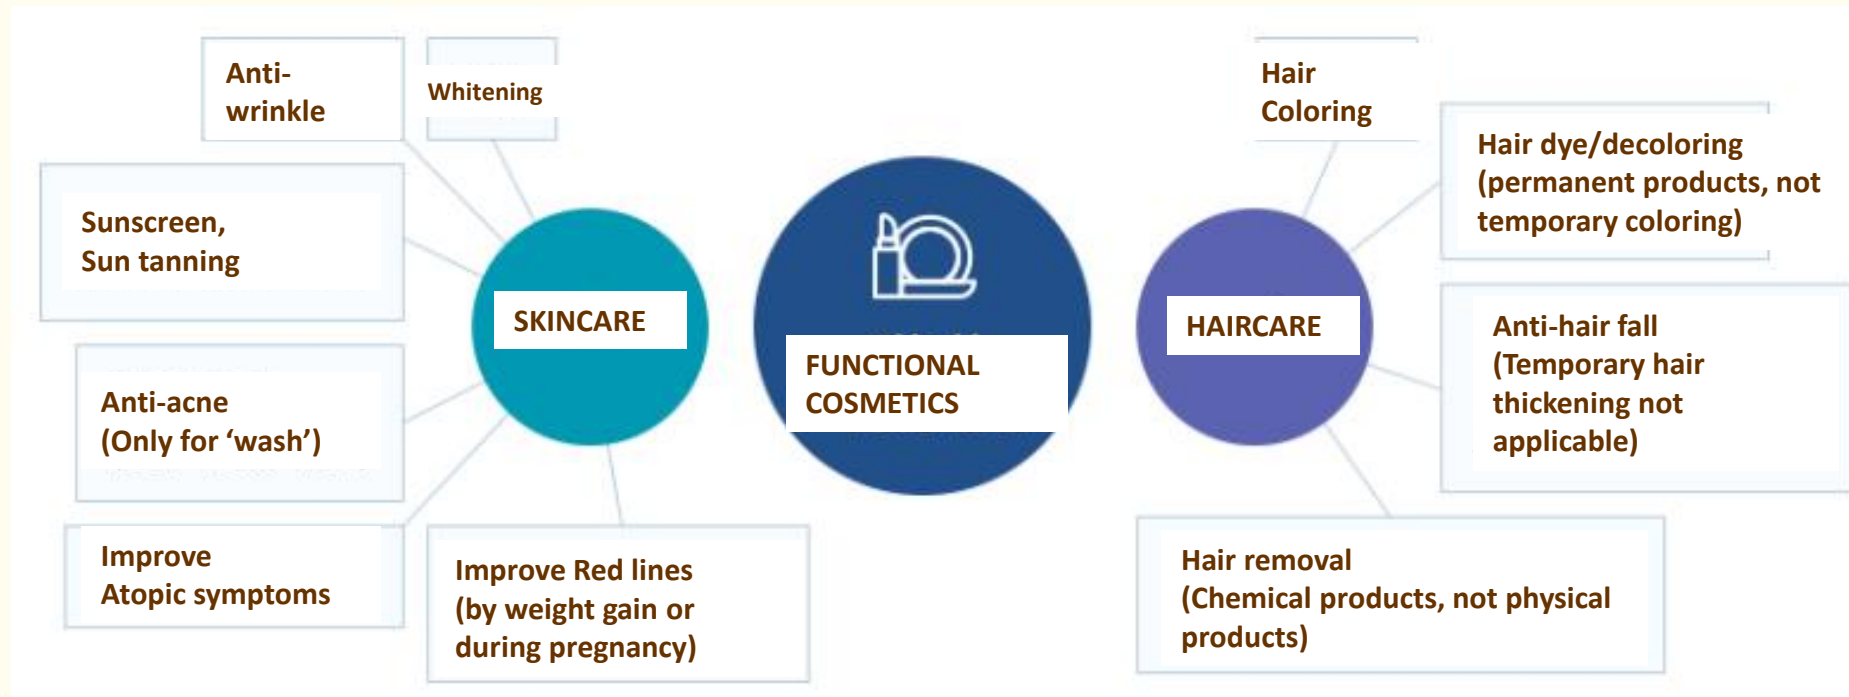 Anti-
wrinkle
Whitening
Sunscreen,
Sun tanning
SKINCARE
Anti-acne
(Only for ‘wash’)
Improve
Atopic symptoms
Improve Red lines
(by weight gain or
during pregnancy)
FUNCTIONAL
COSMETICS
Hair
Coloring
Hair dye/decoloring
(permanent products, not
temporary coloring)
HAIRCARE
Anti-hair fall
(Temporary hair
thickening not
applicable)
Hair removal
(Chemical products, not physical
products)